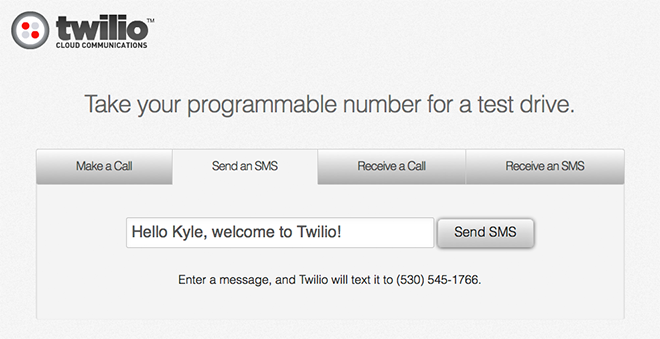 twilio™
CLOUD COMMUNICATIONS
Take your programmable number for a test drive.
Make a Call
Send an SMS
Receive a Call
Receive an SMS
Hello Kyle, welcome to Twilio!
Send SMS
Enter a message, and Twilio will text it to (530) 545-1766.